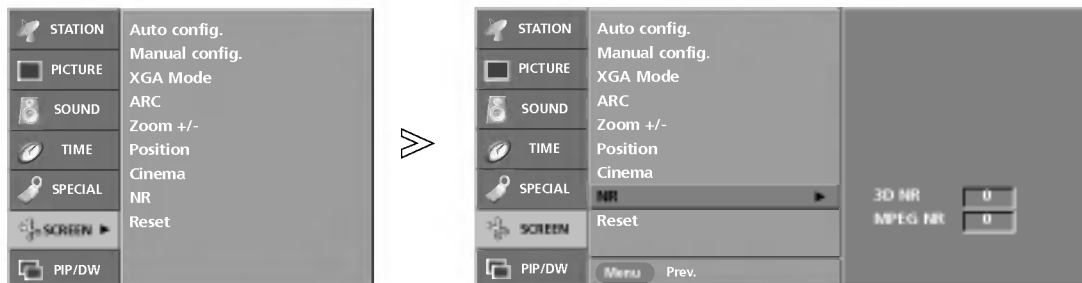 STATION
PICTURE
SOUND
TIME
SPECIAL
SCREEN
PIP/DW
Auto config.
Manual config.
XGA Mode
ARC
Zoom +/-
Position
Cinema
NR
Reset
STATION
PICTURE
SOUND
TIME
SPECIAL
SCREEN
PIP/DW
Auto config.
Manual config.
XGA Mode
ARC
Zoom +/-
Position
Cinema
NR
Reset
Menu Prev.
3D NR 0
MPEG NR 0